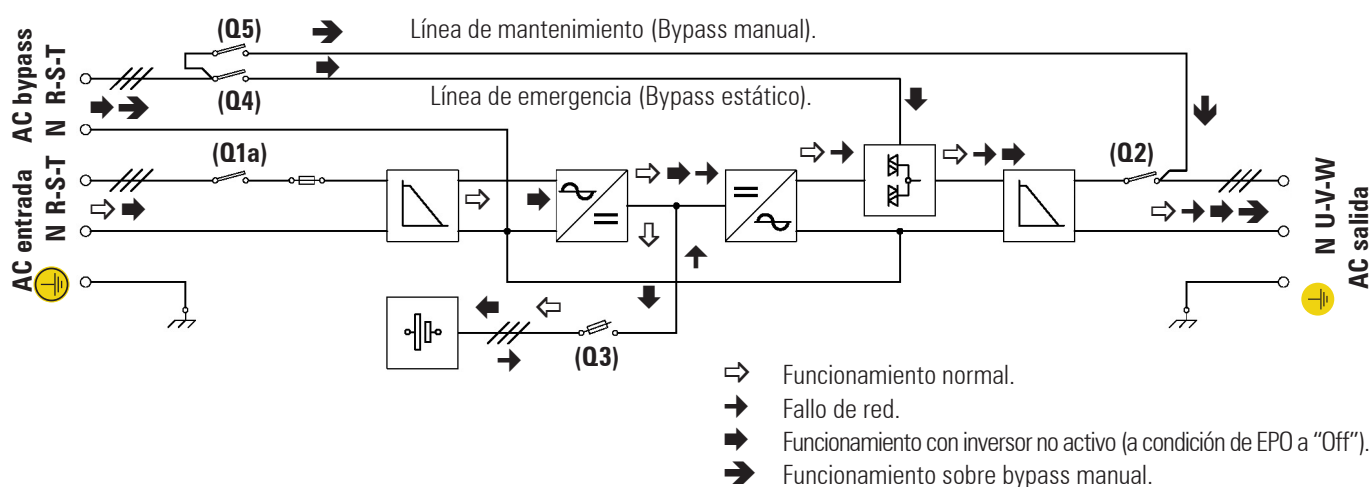 (Q5)
Línea de mantenimiento (Bypass manual).
AC bypass
N R-S-T
(Q4)
Línea de emergencia (Bypass estático).
(Q1a)
(Q2)
AC entrada
N R-S-T
N U-V-W
AC salida
(Q3)
Funcionamiento normal.
Fallo de red.
Funcionamiento con inversor no activo (a condición de EPO a “Off”).
Funcionamiento sobre bypass manual.